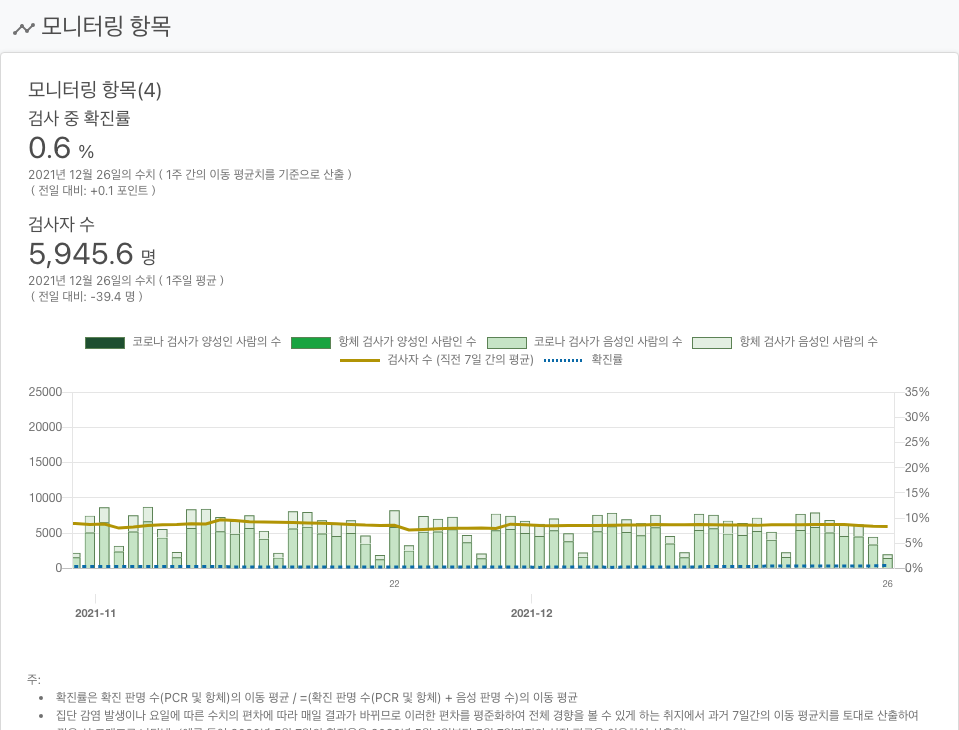 모니터링 항목
모니터링 항목(4)
검사 중 확진률
0.6 %
2021년 12월 26일의 수치 ( 1주 간의 이동 평균치를 기준으로 산출 )
( 전일 대비: +0.1 포인트 )
검사자 수
5,945.6 명
2021년 12월 26일의 수치 ( 1주일 평균 )
( 전일 대비: -39.4 명 )
코로나 검사가 양성인 사람의 수 항체 검사가 양성인 사람인 수 코로나 검사가 음성인 사람의 수 항체 검사가 음성인 사람의 수
검사자 수 (직전 7일 간의 평균) 확진률
25000 35%
30%
20000
25%
15000
20%
15%
10000
10%
5000
5%
0 0%
22 26
2021-11 2021-12
주:
확진률은 확진 판명 수(PCR 및 항체)의 이동 평균 / =(확진 판명 수(PCR 및 항체) + 음성 판명 수)의 이동 평균
집단 감염 발생이나 요일에 따른 수치의 편차에 따라 매일 결과가 바뀌므로 이러한 편차를 평준화하여 전체 경향을 볼 수 있게 하는 취지에서 과거 7일간의 이동 평균치를 토대로 산출하여